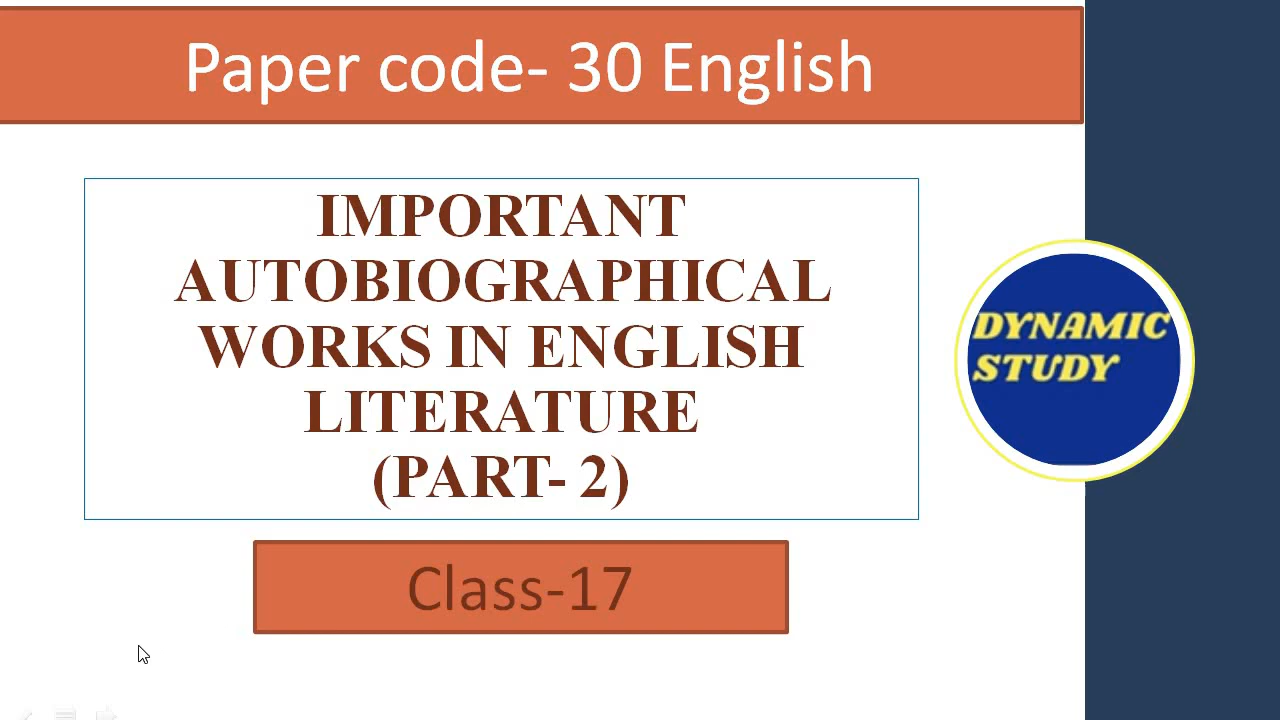 Paper code- 30 English
IMPORTANT
AUTOBIOGRAPHICAL
WORKS IN ENGLISH
LITERATURE
(PART- 2)
DYNAMIC
STUDY
Class-17